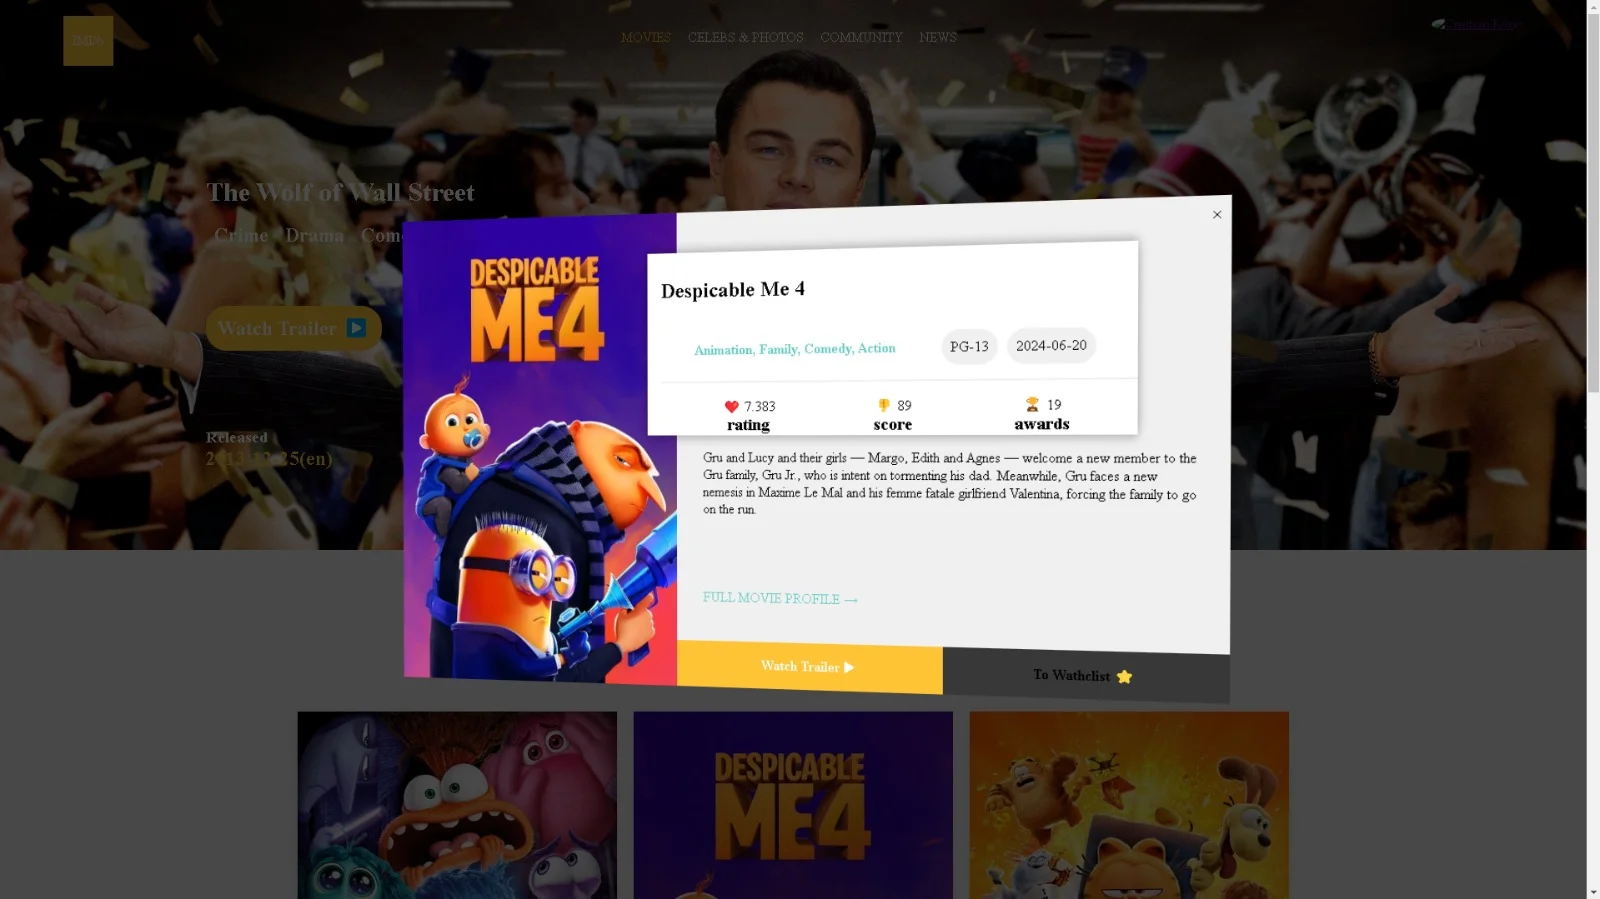 IMDb
MOVIES CELEBS & PHOTOS COMMUNITY NEWS
The Wolf of Wall Street
Crime Drama
Watch Trailer
Released
2013-12-25(en)
DESPICABLE
ME4
Despicable Me 4
Animation, Family, Comedy, Action PG-13 2024-06-20
7.383 89 19
rating score awards
Gru and Lucy and their girls — Margo, Edith and Agnes — welcome a new member to the
Gru family, Gru Jr., who is intent on tormenting his dad. Meanwhile, Gru faces a new
nemesis in Maxime Le Mal and his femme fatale girlfriend Valentina, forcing the family to go
on the run.
FULL MOVIE PROFILE →
Watch Trailer To Wathclist
DESPICABLE
ME4